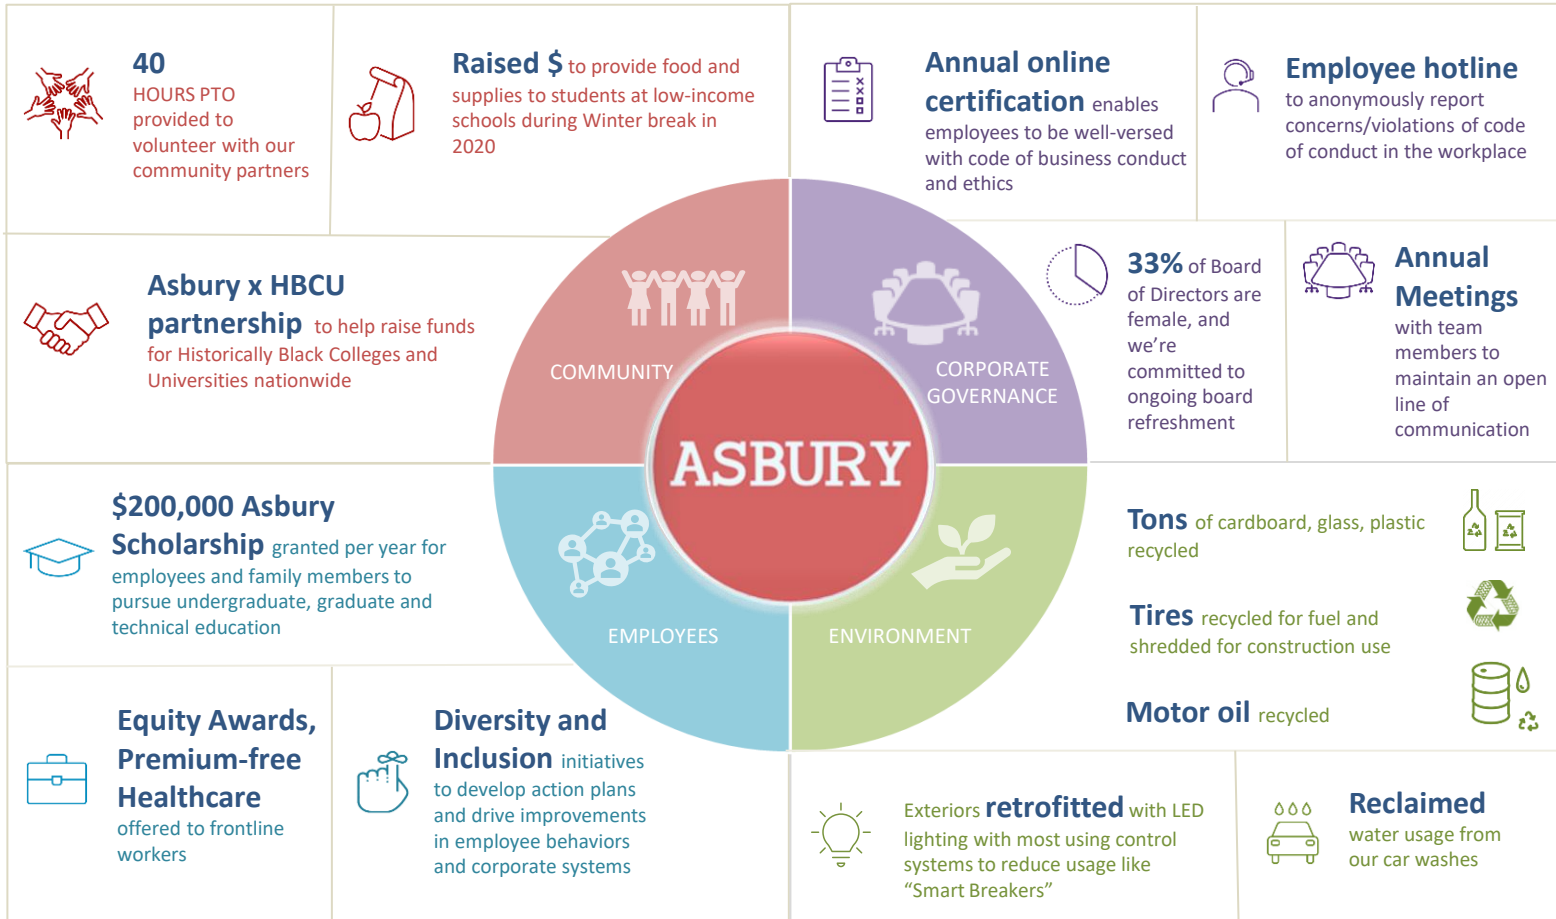 40
HOURS PTO
provided to
volunteer with our
community partners
Raised $ to provide food and
supplies to students at low-income
schools during Winter break in
2020
Annual online
certification enables
employees to be well-versed
with code of business conduct
and ethics
Employee hotline
to anonymously report
concerns/violations of code
of conduct in the workplace
Asbury x HBCU
partnership to help raise funds
for Historically Black Colleges and
Universities nationwide
COMMUNITY
CORPORATE
GOVERNANCE
33% of Board
of Directors are
female, and
we’re
committed to
ongoing board
refreshment
Annual
Meetings
with team
members to
maintain an open
line of
communication
ASBURY
$200,000 Asbury
Scholarship granted per year for
employees and family members to
pursue undergraduate, graduate and
technical education
EMPLOYEES
ENVIRONMENT
Tons of cardboard, glass, plastic
recycled
Tires recycled for fuel and
shredded for construction use
Motor oil recycled
Equity Awards,
Premium-free
Healthcare
offered to frontline
workers
Diversity and
Inclusion initiatives
to develop action plans
and drive improvements
in employee behaviors
and corporate systems
Exteriors retrofitted with LED
lighting with most using control
systems to reduce usage like
“Smart Breakers”
Reclaimed
water usage from
our car washes